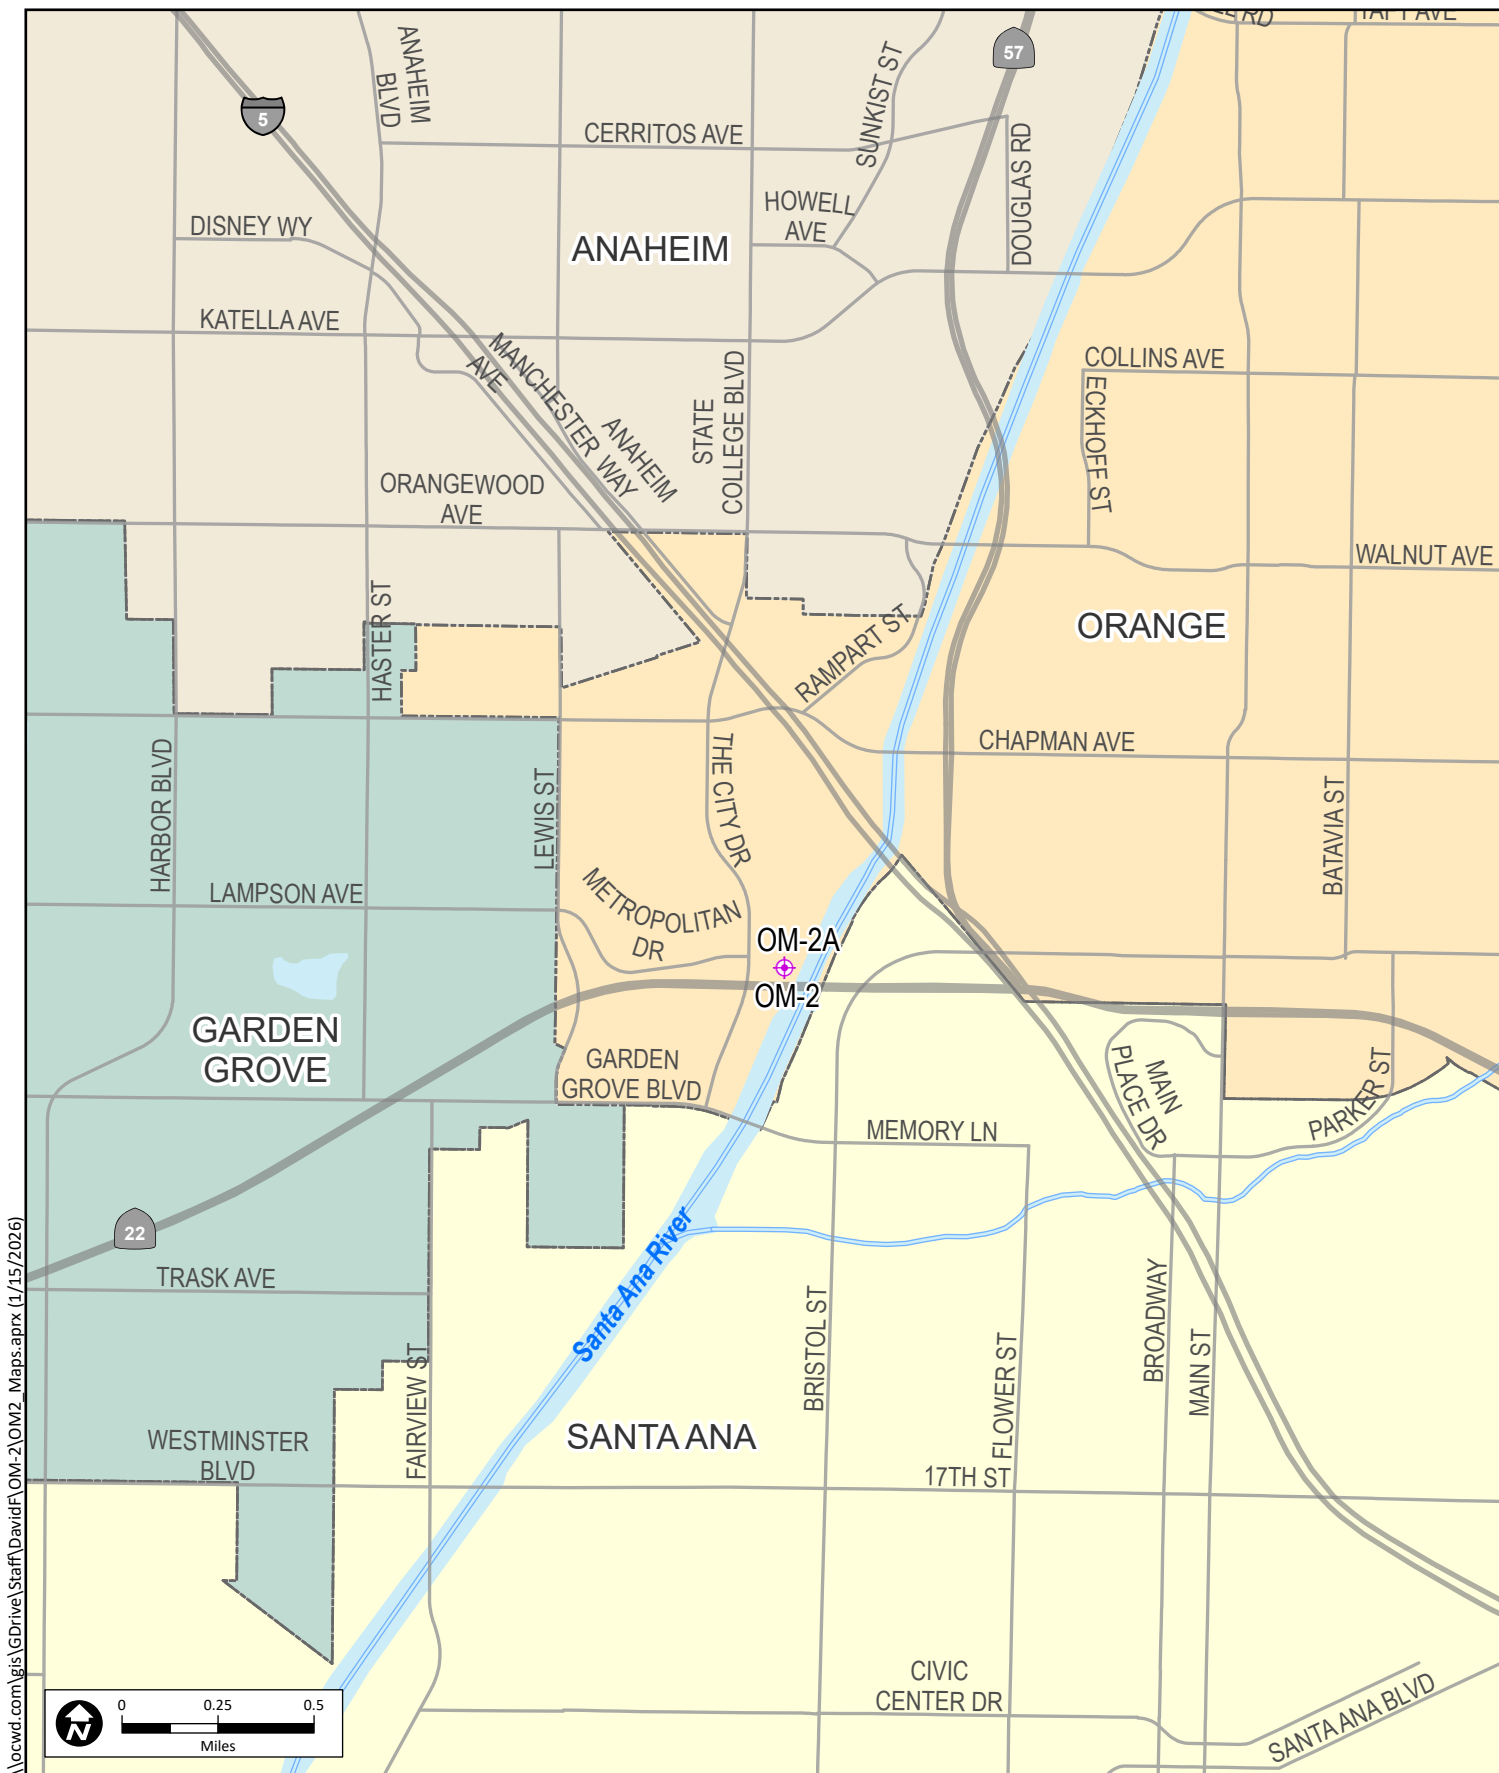 TAFT AVE
ANAHEIM
BLVD
SUNKIST ST
57
5
CERRITOS AVE
DOUGLAS RD
HOWELL
AVE
DISNEY WY
ANAHEIM
KATELLA AVE
MANCHESTER
AVE
ANAHEIM
WAY
STATE
COLLEGE BLVD
COLLINS AVE
ECKHOFF ST
ORANGEWOOD
AVE
WALNUT AVE
HASTER ST
ORANGE
RAMPART ST
CHAPMAN AVE
THE CITY DR
HARBOR BLVD
LEWIS ST
BATAVIA ST
LAMPSON AVE
METROPOLITAN
DR
OM-2A
OM-2
GARDEN
GROVE
GARDEN
GROVE BLVD
MAIN
PLACE DR
PARKER ST
MEMORY LN
22
Santa Ana River
TRASK AVE
BRISTOL ST
FLOWER ST
BROADWAY
MAIN ST
FAIRVIEW ST
SANTA ANA
WESTMINSTER
BLVD
17TH ST
CIVIC
CENTER DR
SANTA ANA BLVD
N
0 0.25 0.5
Miles
\\ocwd.com\gis\GDrive\Staff\DavidF\OM-2\OM2_Maps.aprx (1/15/2026)